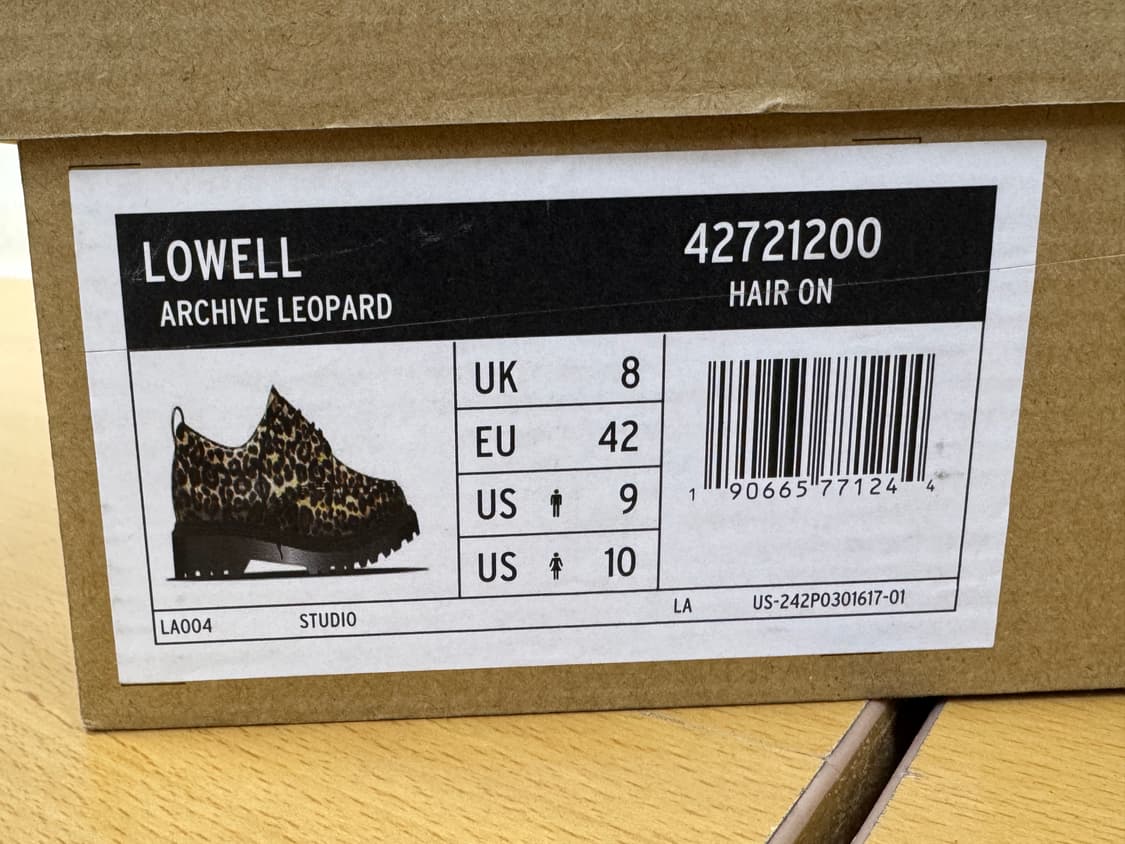 LOWELL
ARCHIVE LEOPARD
42721200
HAIR ON
UK 8
EU 42
US 9
US 10
1 90665 77124 4
LA004 STUDIO LA US-242P0301617-01